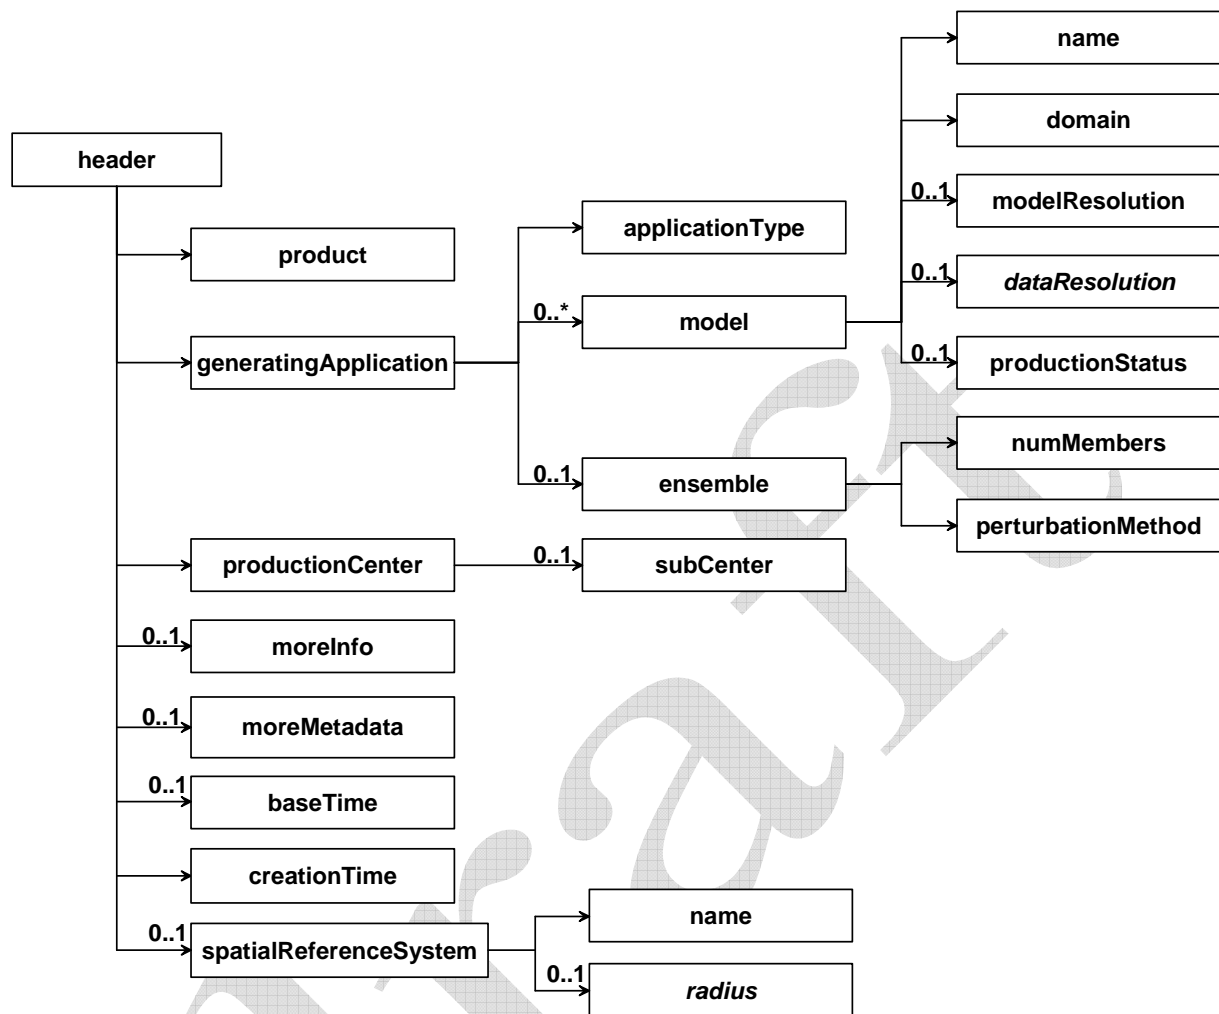 name
domain
header
0..1 modelResolution
applicationType
product
0..1 dataResolution
0..* model
generatingApplication
0..1 productionStatus
numMembers
0..1 ensemble
perturbationMethod
productionCenter
0..1 subCenter
0..1 moreInfo
0..1 moreMetadata
0..1 baseTime
creationTime
name
0..1 spatialReferenceSystem
0..1 radius